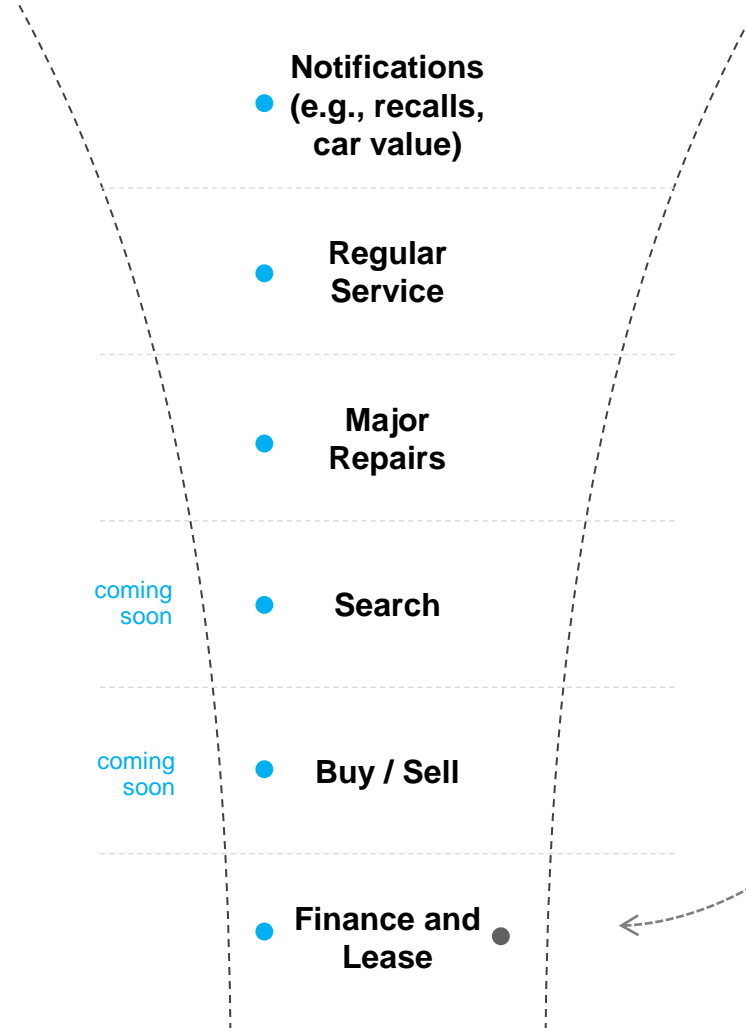 Notifications
(e.g., recalls,
car value)
Regular
Service
Major
Repairs
coming
soon
Search
coming
soon
Buy / Sell
Finance and
Lease